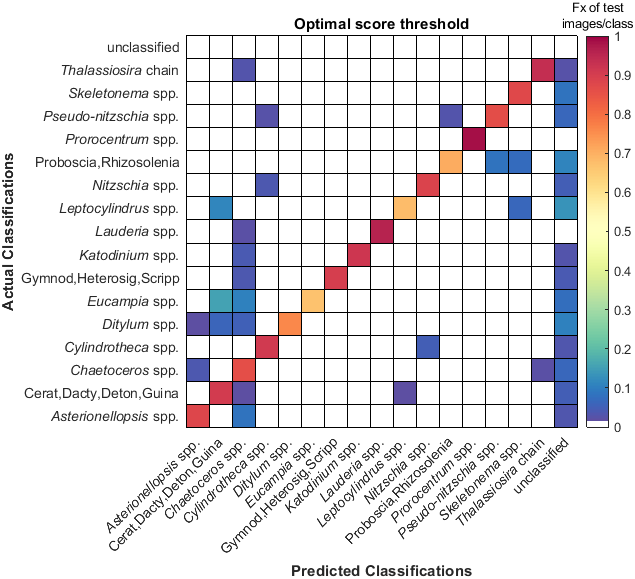 Fx of test
images/class
Optimal score threshold
unclassified
Thalassiosira chain
Skeletonema spp.
Pseudo-nitzschia spp.
Prorocentrum spp.
Proboscia,Rhizosolenia
Nitzschia spp.
Leptocylindrus spp.
Lauderia spp.
Katodinium spp.
Gymnod,Heterosig,Scripp
Eucampia spp.
Ditylum spp.
Cylindrotheca spp.
Chaetoceros spp.
Cerat,Dacty,Deton,Guina
Asterionellopsis spp.
Actual Classifications
1
0.9
0.8
0.7
0.6
0.5
0.4
0.3
0.2
0.1
0
Asterionellopsis spp.
Cerat,Dacty,Deton,Guina
Chaetoceros spp.
Cylindrotheca spp.
Ditylum spp.
Eucampia spp.
Gymnod,Heterosig,Scripp
Katodinium spp.
Lauderia spp.
Leptocylindrus spp.
Nitzschia spp.
Proboscia,Rhizosolenia
Prorocentrum spp.
Pseudo-nitzschia spp.
Skeletonema spp.
Thalassiosira chain
unclassified
Predicted Classifications